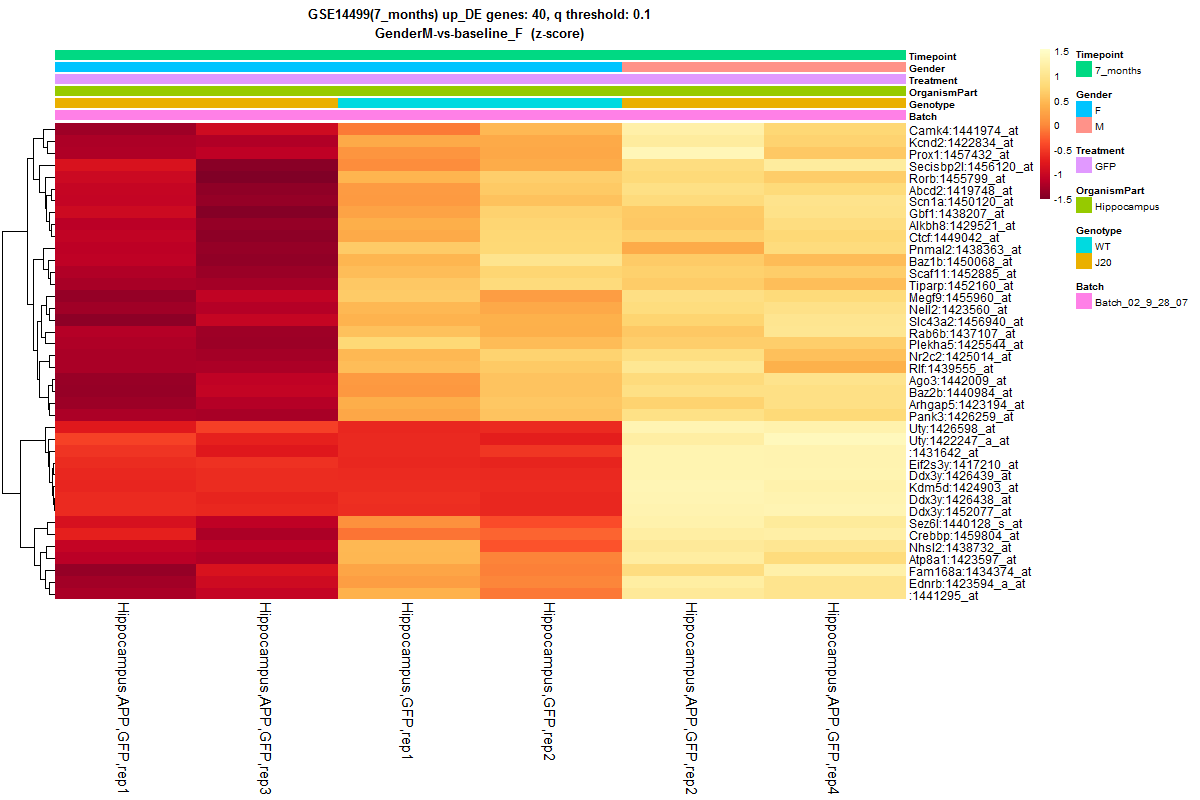 GSE14499(7_months) up_DE genes: 40, q threshold: 0.1
GenderM-vs-baseline_F (z-score)
Timepoint
Gender
Treatment
OrganismPart
Genotype
Batch
Camk4:1441974_at
Kcnd2:1422834_at
Prox1:1457432_at
Secisbp2l:1456120_at
Rorb:1455799_at
Abcd2:1419748_at
Scn1a:1450120_at
Gbf1:1438207_at
Alkbh8:1429521_at
Ctcf:1449042_at
Pnmal2:1438363_at
Baz1b:1450068_at
Scaf11:1452885_at
Tiparp:1452160_at
Megf9:1455960_at
Nell2:1423560_at
Slc43a2:1456940_at
Rab6b:1437107_at
Plekha5:1425544_at
Nr2c2:1425014_at
Rlf:1439555_at
Ago3:1442009_at
Baz2b:1440984_at
Arhgap5:1423194_at
Pank3:1426259_at
Uty:1426598_at
Uty:1422247_a_at
:1431642_at
Eif2s3y:1417210_at
Ddx3y:1426439_at
Kdm5d:1424903_at
Ddx3y:1426438_at
Ddx3y:1452077_at
Sez6l:1440128_s_at
Crebbp:1459804_at
Nhsl2:1438732_at
Atp8a1:1423597_at
Fam168a:1434374_at
Ednrb:1423594_a_at
:1441295_at
Hippocampus,APP,GFP,rep1
Hippocampus,APP,GFP,rep3
Hippocampus,GFP,rep1
Hippocampus,GFP,rep2
Hippocampus,APP,GFP,rep2
Hippocampus,APP,GFP,rep4
1.5
1
0.5
0
-0.5
-1
-1.5
Timepoint
7_months
Gender
F
M
Treatment
GFP
OrganismPart
Hippocampus
Genotype
WT
J20
Batch
Batch_02_9_28_07